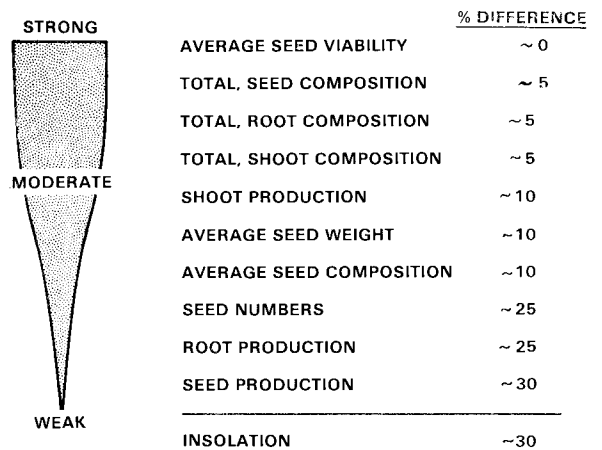 % DIFFERENCE
STRONG
AVERAGE SEED VIABILITY ~0
TOTAL, SEED COMPOSITION ~5
TOTAL, ROOT COMPOSITION ~5
TOTAL, SHOOT COMPOSITION ~5
MODERATE
SHOOT PRODUCTION ~10
AVERAGE SEED WEIGHT ~10
AVERAGE SEED COMPOSITION ~10
SEED NUMBERS ~25
ROOT PRODUCTION ~25
SEED PRODUCTION ~30
WEAK
INSOLATION ~30